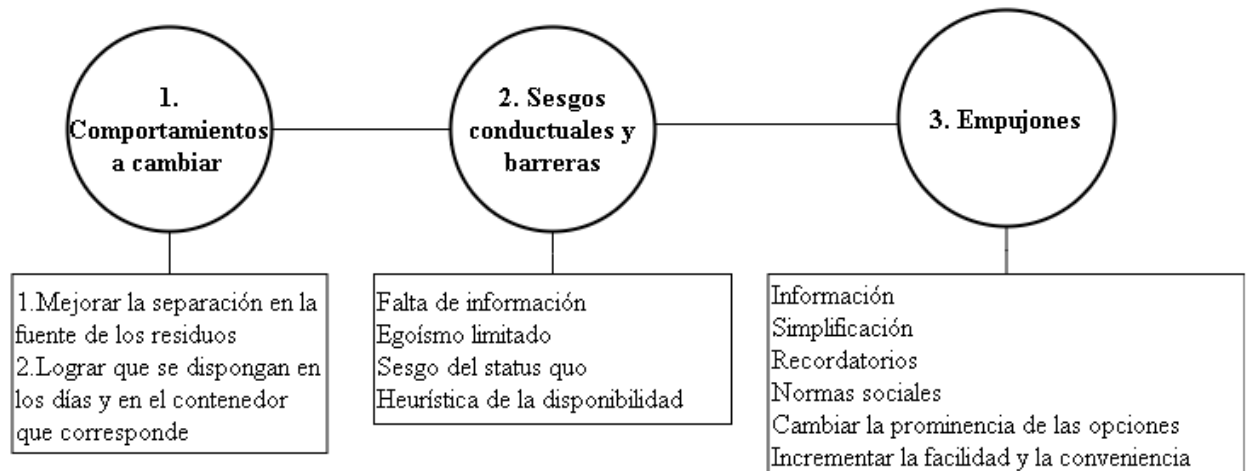 1.
Comportamientos
a cambiar
2. Sesgos
conductuales y
barreras
3. Empujones
1.Mejorar la separación en la
fuente de los residuos
2.Lograr que se dispongan en
los días y en el contenedor
que corresponde
Falta de información
Egoísmo limitado
Sesgo del status quo
Heurística de la disponibilidad
Información
Simplificación
Recordatorios
Normas sociales
Cambiar la prominencia de las opciones
Incrementar la facilidad y la conveniencia